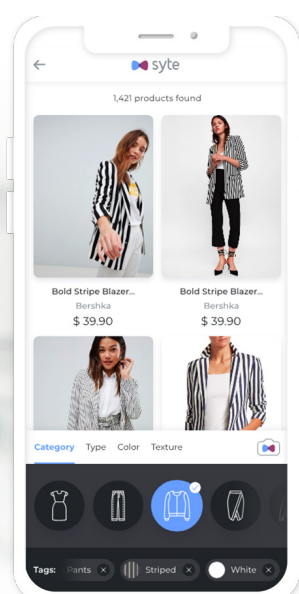 syte
1,421 products found
Bold Stripe Blazer... Bold Stripe Blazer...
Bershka Bershka
$ 39.90 $ 39.90
Category Type Color Texture
Tags: Pants Striped White